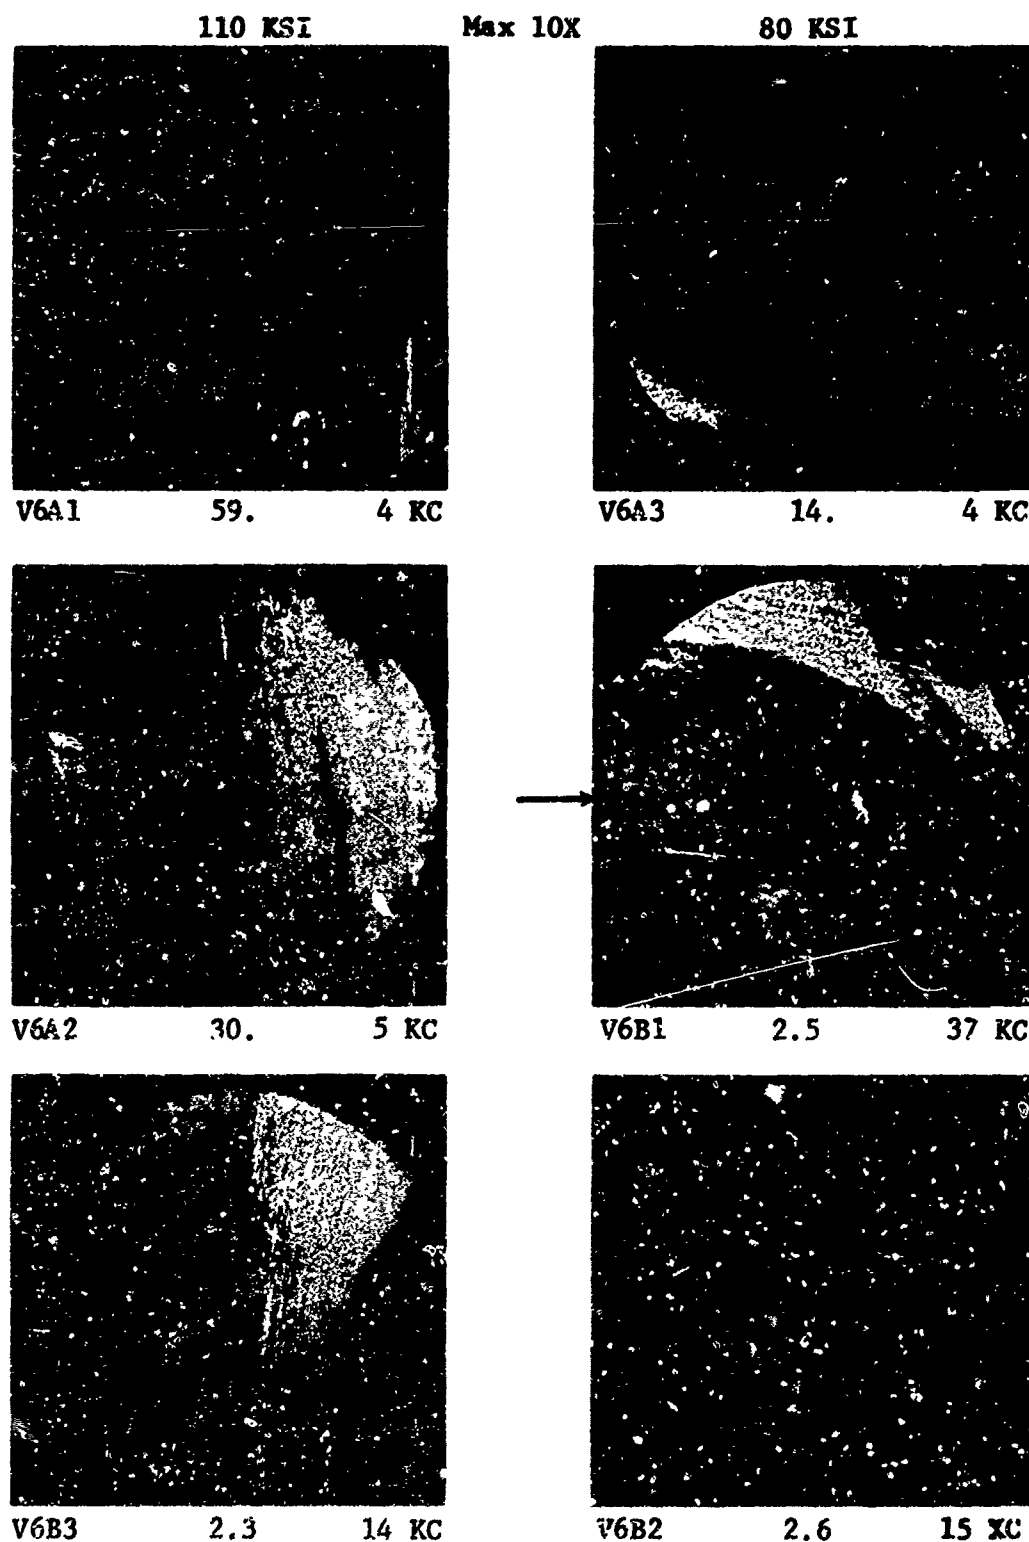 110 KSI Max 10X 80 KSI
V6A1 59. 4 KC
V6A3 14. 4 KC
V6A2 30. 5 KC
V6B1 2.5 37 KC
V6B3 2.3 14 KC
V6B2 2.6 15 KC